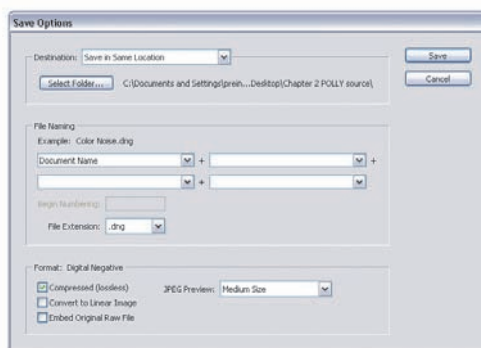 Save Options
Destination: Save in Same Location
Save
Select Folder... C:\Documents and Settings\prein...Desktop\Chapter 2 POLLY source\
Cancel
File Naming
Example: Color Noise.dng
Document Name + +
+
Begin Numbering:
File Extension: .dng
Format: Digital Negative
Compressed (lossless) JPEG Preview: Medium Size
Convert to Linear Image
Embed Original Raw File